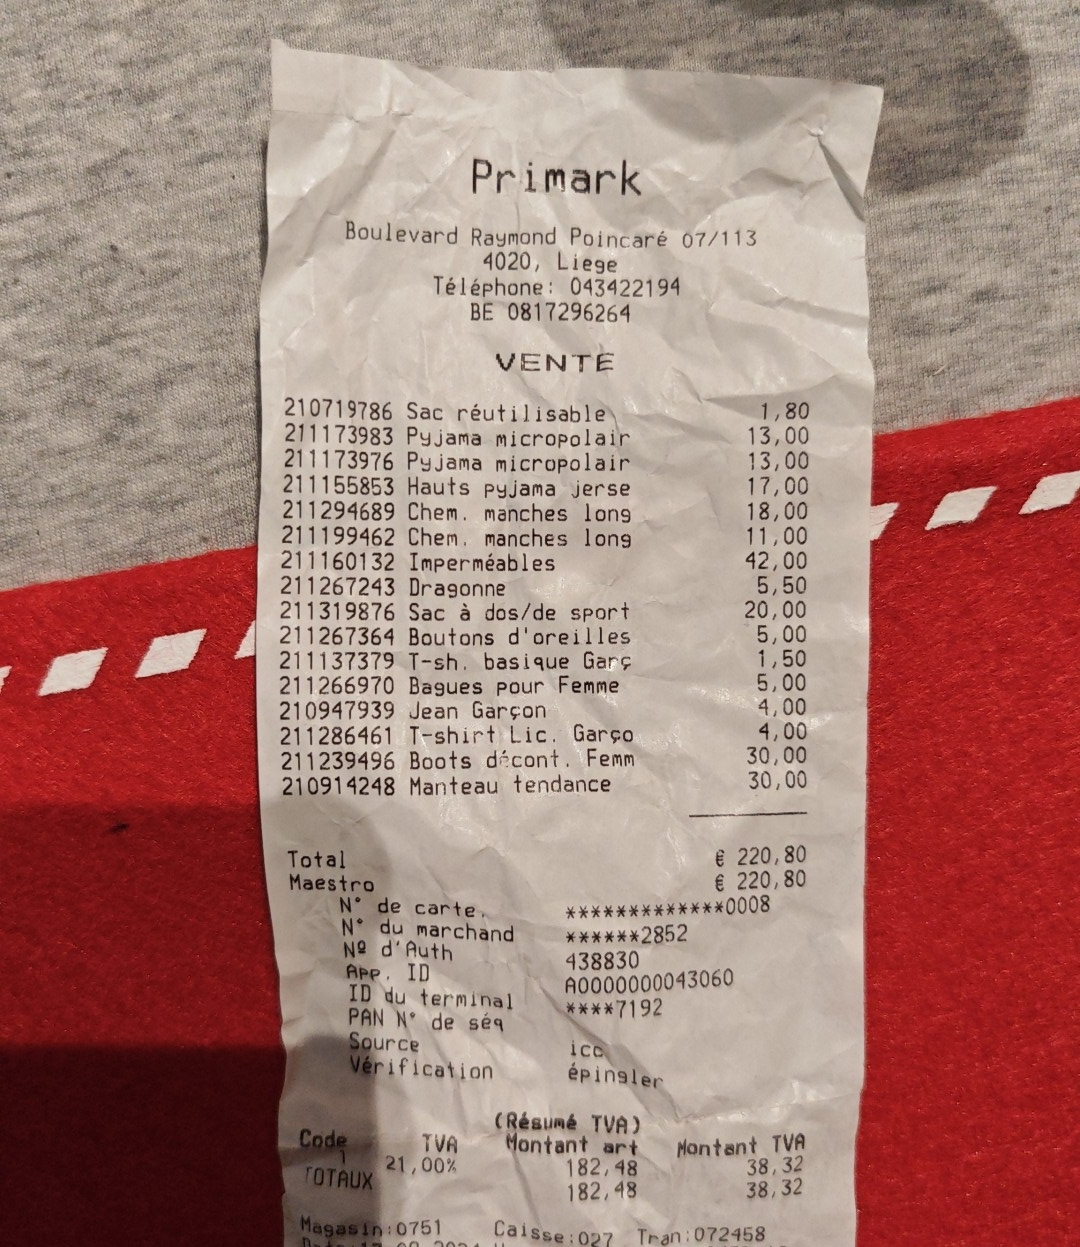 Primark
Boulevard Raymond Poincaré 07/113
4020, Liege
Téléphone: 043422194
BE 0817296264
VENTE
210719786 Sac réutilisable 1,80
211173983 Pyjama micropolair 13,00
211173976 Pyjama micropolair 13,00
211155853 Hauts pyjama jerse 17,00
211294689 Chem. manches long 18,00
211199462 Chem. manches long 11,00
211160132 Imperméables 42,00
211267243 Dragonne 5,50
211319876 Sac à dos/de sport 20,00
211267364 Boutons d'oreilles 5,00
211137379 T-sh. basique Garç 1,50
211266970 Bagues pour Femme 5,00
210947939 Jean Garçon 4,00
211286461 T-shirt Lic. Garço 4,00
211239496 Boots décont. Femm 30,00
210914248 Manteau tendance 30,00
Total € 220,80
Maestro € 220,80
N° de carte. *************0008
N° du marchand ******2852
Nº d'Auth 438830
App. ID A0000000043060
ID du terminal ****7192
PAN N° de séq
Source icc
Vérification épingler
(Résumé TVA)
Code TVA Montant art Montant TVA
1 21,00% 182,48 38,32
TOTAUX 182,48 38,32
Magasin:0751 Caisse:027 Tran:072458